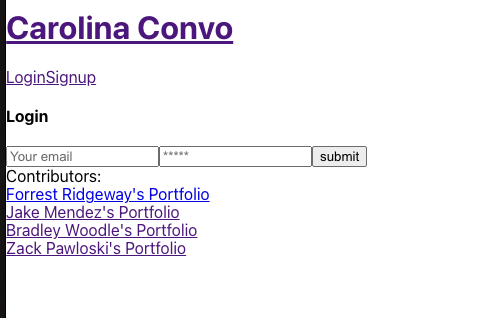 Carolina Convo
LoginSignup
Login
Your email ***** submit
Contributors:
Forrest Ridgeway's Portfolio
Jake Mendez's Portfolio
Bradley Woodle's Portfolio
Zack Pawloski's Portfolio